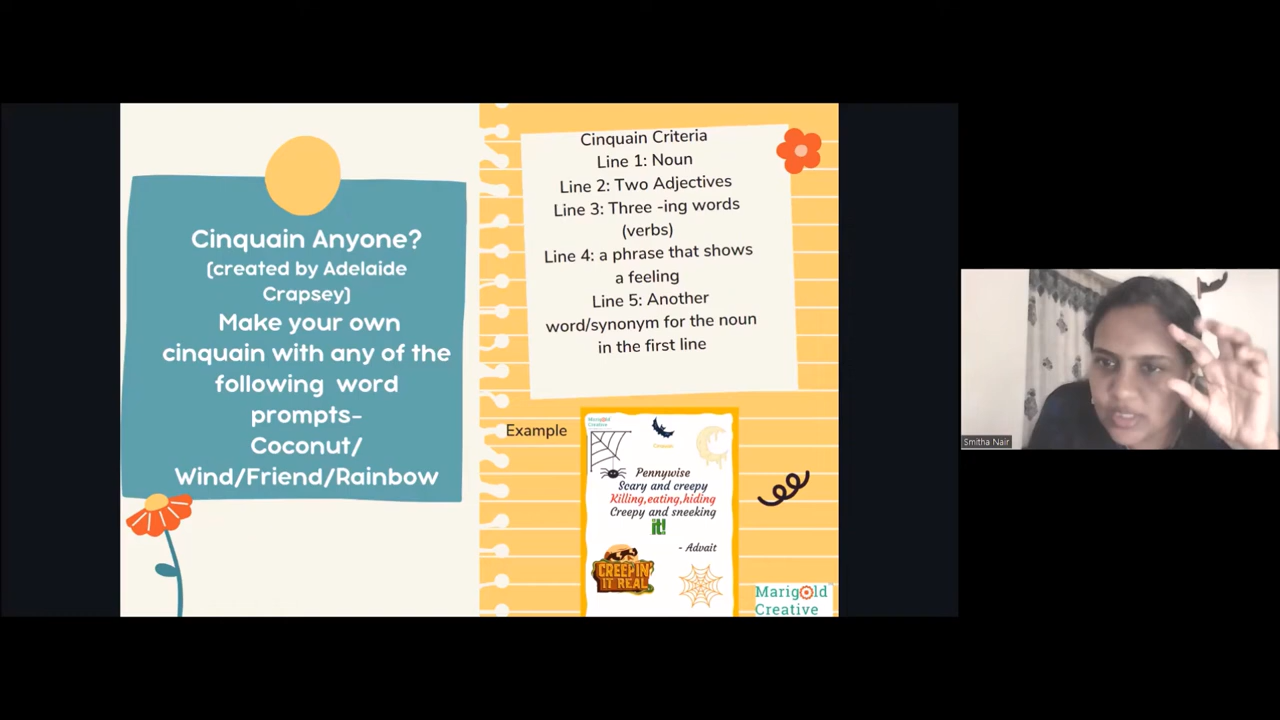 Cinquain Anyone?
(created by Adelaide
Crapsey)
Make your own
cinquain with any of the
following word
prompts-
Coconut/
Wind/Friend/Rainbow
Cinquain Criteria
Line 1: Noun
Line 2: Two Adjectives
Line 3: Three -ing words
(verbs)
Line 4: a phrase that shows
a feeling
Line 5: Another
word/synonym for the noun
in the first line
Example
Marigold
Creative
Cinquain
Pennywise
Scary and creepy
Killing,eating,hiding
Creepy and sneeking
it!
- Advait
CREEPIN'
IT REAL
Marigold
Creative
Smitha Nair